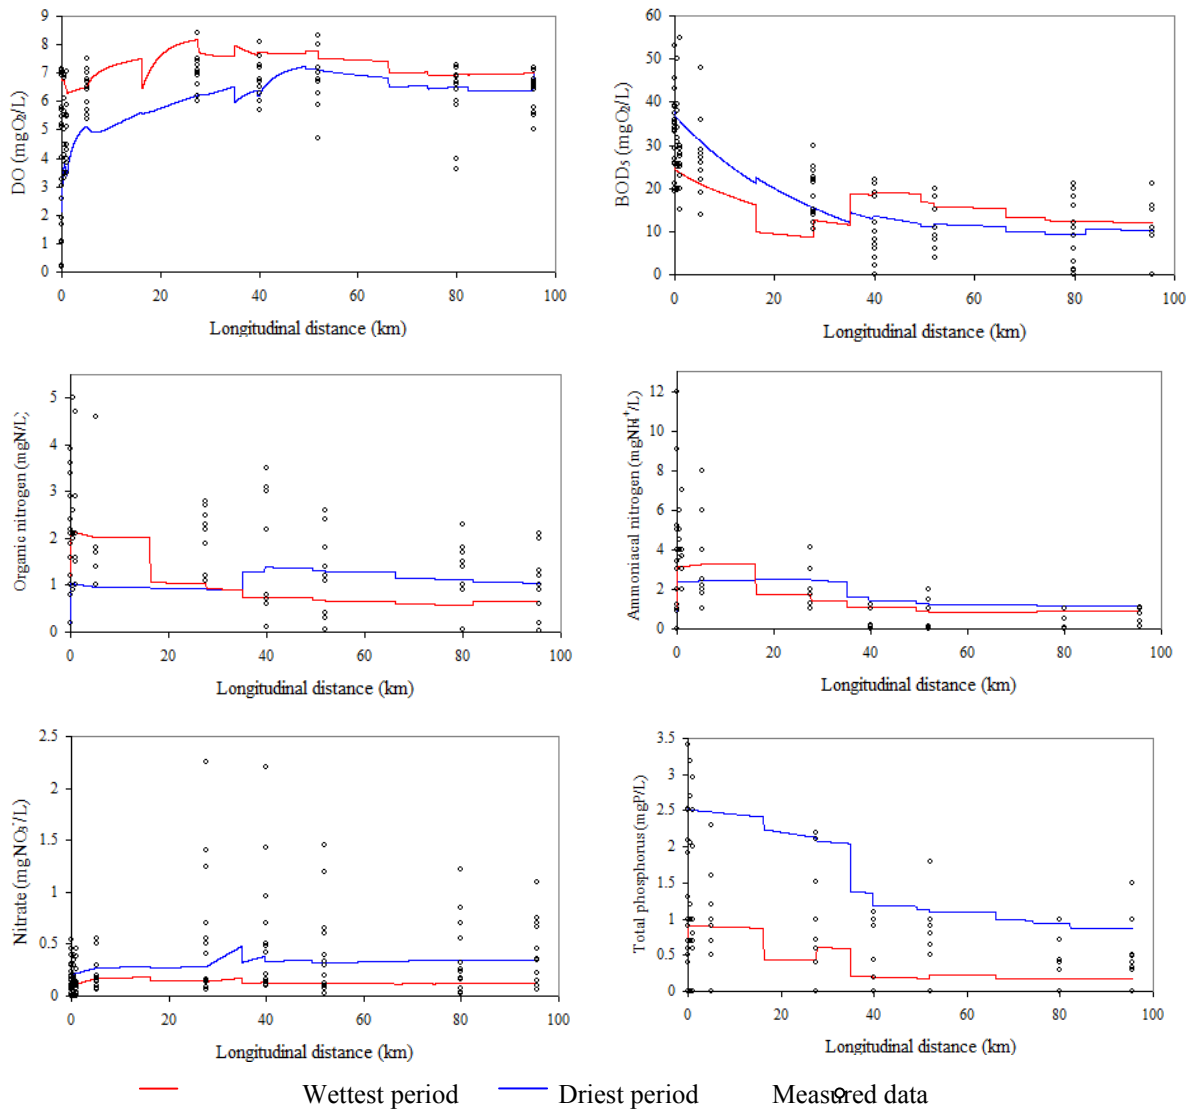 9
8
7
6
5
4
3
2
1
0
DO (mgO2/L)
0 20 40 60 80 100
Longitudinal distance (km)
60
50
40
30
20
10
0
BOD5 (mgO2/L)
0 20 40 60 80 100
Longitudinal distance (km)
5
4
3
2
1
0
Organic nitrogen (mgN/L)
0 20 40 60 80 100
Longitudinal distance (km)
12
10
8
6
4
2
0
Ammoniacal nitrogen (mgNH+/L)
0 20 40 60 80 100
Longitudinal distance (km)
2.5
2
1.5
1
0.5
0
Nitrate (mgNO3-/L)
0 20 40 60 80 100
Longitudinal distance (km)
3.5
3
2.5
2
1.5
1
0.5
0
Total phosphorus (mgP/L)
0 20 40 60 80 100
Longitudinal distance (km)
Wettest period Driest period Measured data